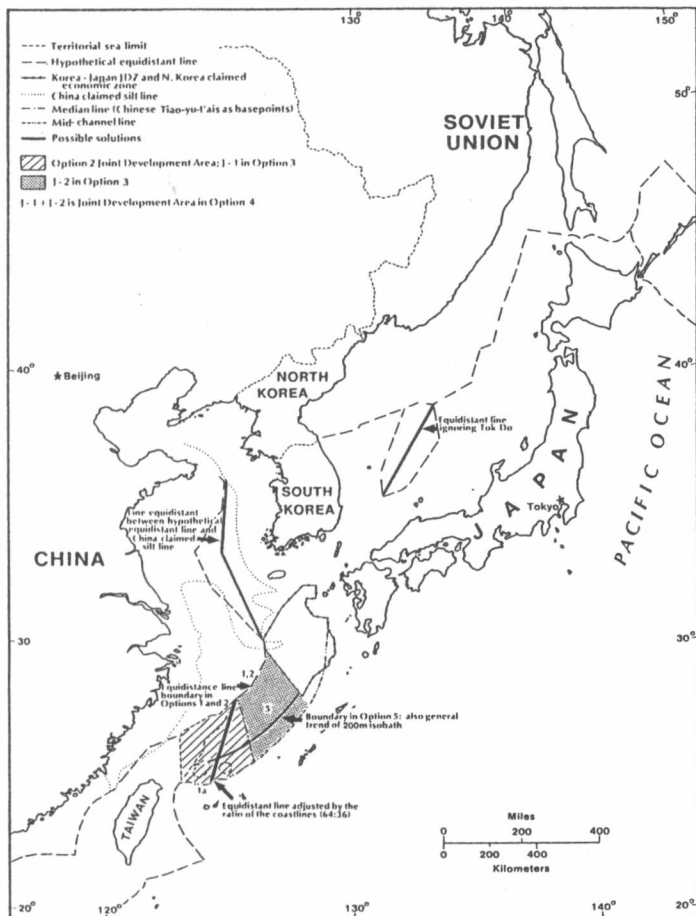 130°
140°
150°
Territorial sea limit
Hypothetical equidistant line
Korea - Japan JDZ and N. Korea claimed
economic zone
China claimed silt line
Median line (Chinese Tiao-yu-t'ais as basepoints)
Mid-channel line
Possible solutions
Option 2 Joint Development Area; J - 1 in Option 3
J - 2 in Option 3
J - 1 + J - 2 is Joint Development Area in Option 4
50°
SOVIET
UNION
40°
Beijing
NORTH
KOREA
40°
Equidistant line
ignoring Tok Do
SOUTH
KOREA
JAPAN
Tokyo
PACIFIC OCEAN
Line equidistant
between hypothetical
equidistant line and
China claimed
silt line
CHINA
30
30°
1,2
Equidistance line
boundary in
Options 1 and 2
5
Boundary in Option 5: also general
trend of 200m isobath
1a
Equidistant line adjusted by the
ratio of the coastlines (64:36)
TAIWAN
Miles
0 200 400
0 200 400
Kilometers
20°
120°
130°
140°
20°